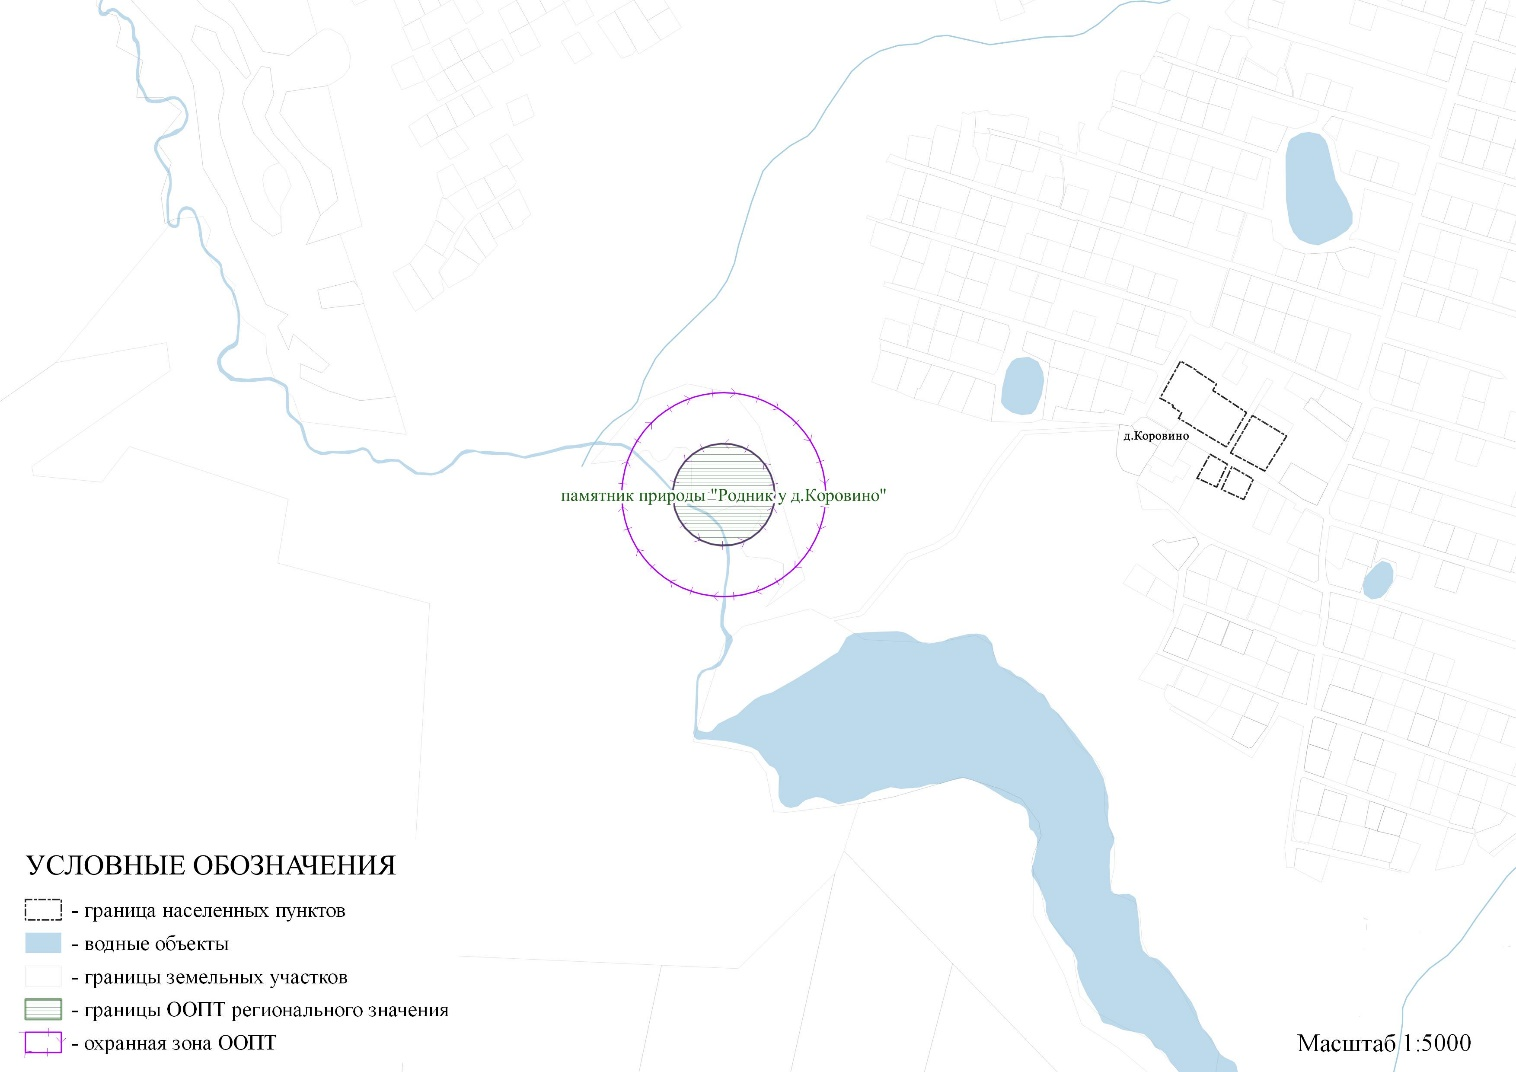 д.Коровино
памятник природы "Родник у д.Коровино"
УСЛОВНЫЕ ОБОЗНАЧЕНИЯ
- граница населенных пунктов
- водные объекты
- границы земельных участков
- границы ООПТ регионального значения
- охранная зона ООПТ
Масштаб 1:5000